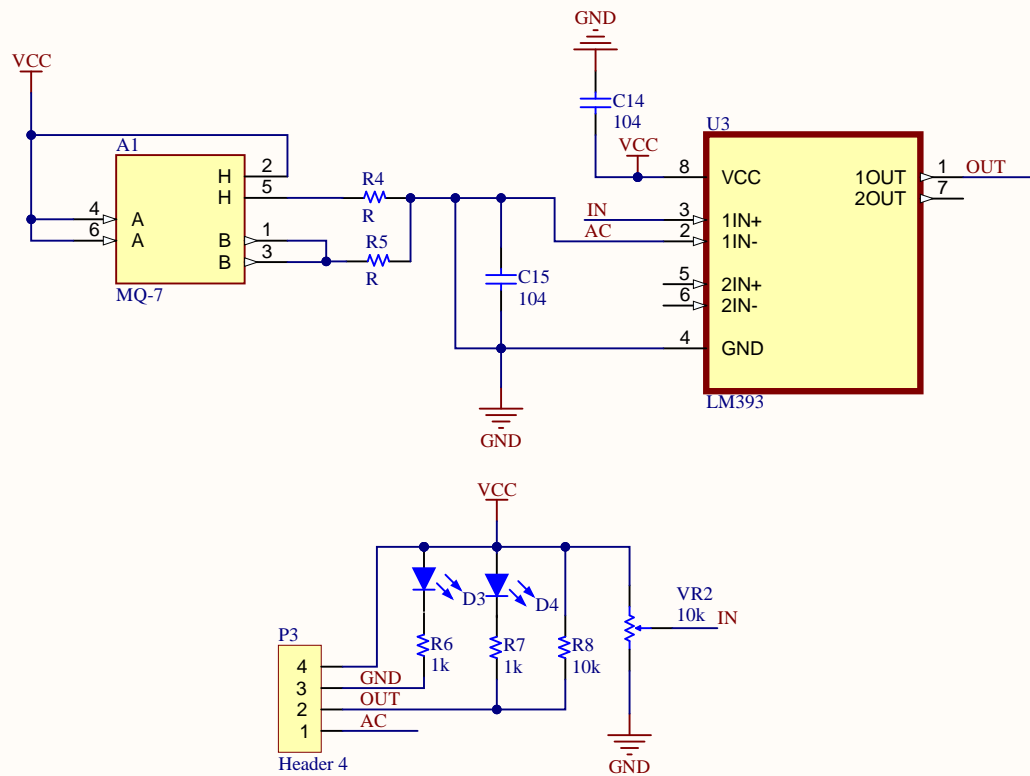 GND
VCC
C14
104
A1
U3
VCC
H 2
H 5
R4
R
8 VCC
1OUT 1 OUT
2OUT 7
4 A
6 A
IN 3 1IN+
AC 2 1IN-
B 1
B 3
R5
R
C15
104
5 2IN+
6 2IN-
MQ-7
4 GND
LM393
GND
VCC
D3
D4
VR2
10k
IN
P3
R6
1k
R7
1k
R8
10k
4
3 GND
2 OUT
1 AC
Header 4
GND